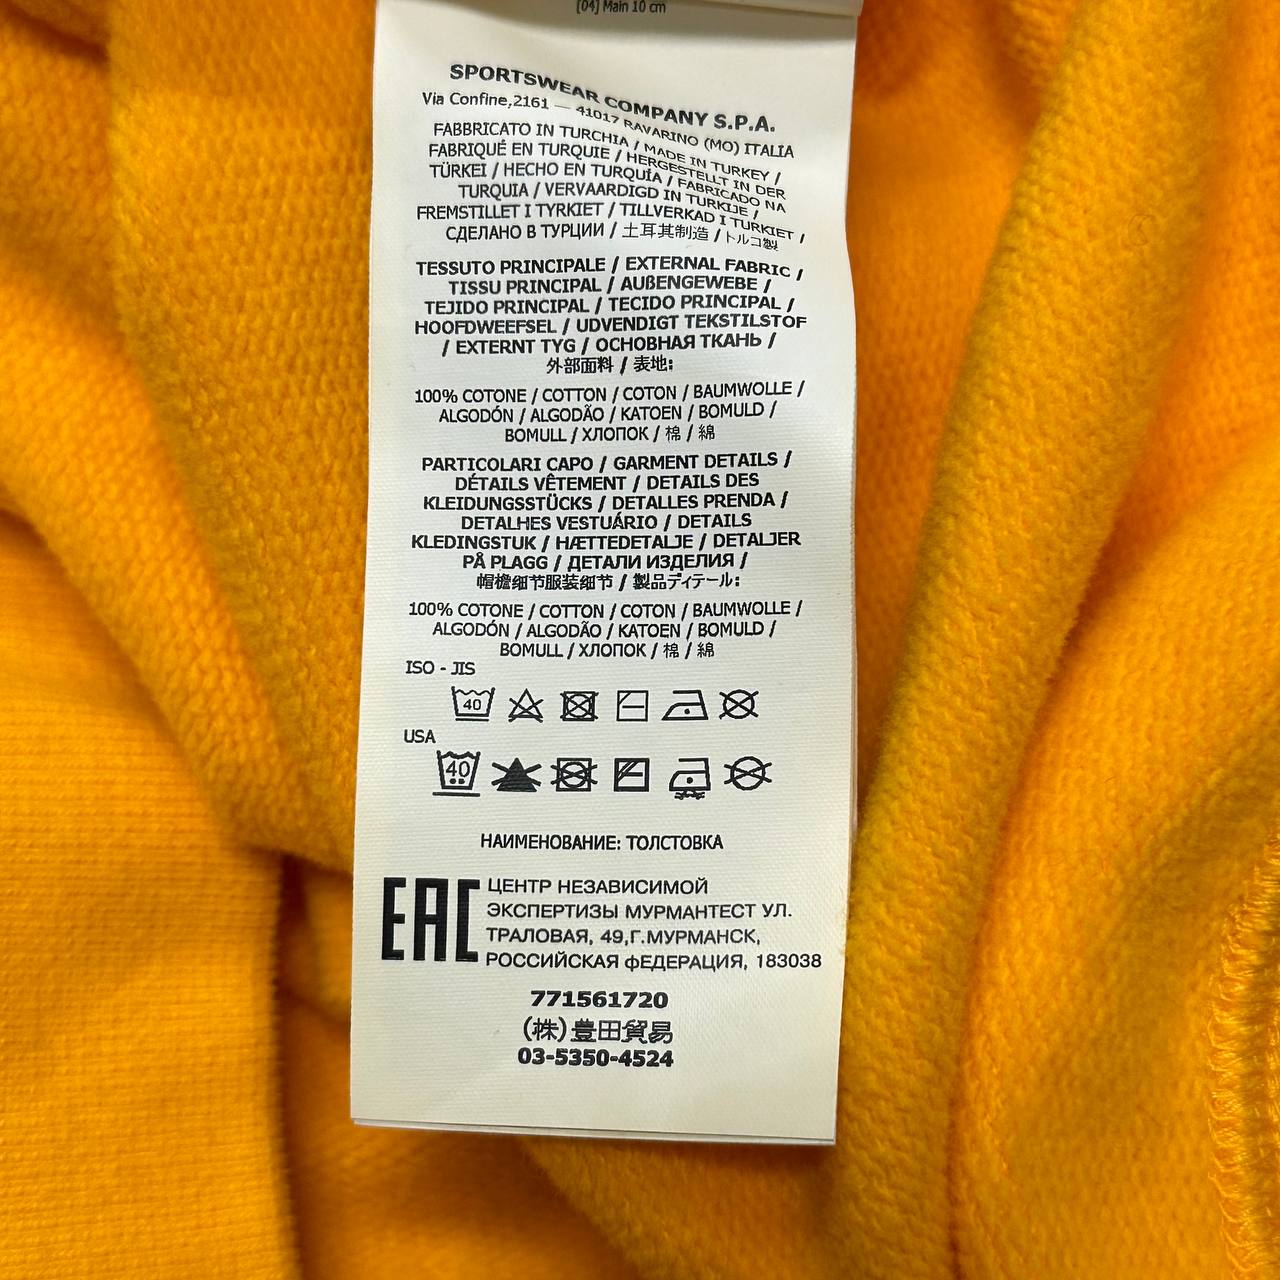 [04] Main 10 cm
SPORTSWEAR COMPANY S.P.A.
Via Confine,2161 — 41017 RAVARINO (MO) ITALIA
FABBRICATO IN TURCHIA / MADE IN TURKEY /
FABRIQUÉ EN TURQUIE / HERGESTELLT IN DER
TÜRKEI / HECHO EN TURQUÍA / FABRICADO NA
TURQUIA / VERVAARDIGD IN TURKIJE /
FREMSTILLET I TYRKIET / TILLVERKAD I TURKIET /
СДЕЛАНО В ТУРЦИИ / 土耳其制造 / トルコ製
TESSUTO PRINCIPALE / EXTERNAL FABRIC /
TISSU PRINCIPAL / AUßENGEWEBE /
TEJIDO PRINCIPAL / TECIDO PRINCIPAL /
HOOFDWEEFSEL / UDVENDIGT TEKSTILSTOF
/ EXTERNT TYG / ОСНОВНАЯ ТКАНЬ /
外部面料 / 表地:
100% COTONE / COTTON / COTON / BAUMWOLLE /
ALGODÓN / ALGODÃO / KATOEN / BOMULD /
BOMULL / ХЛОПОК / 棉 / 綿
PARTICOLARI CAPO / GARMENT DETAILS /
DÉTAILS VÊTEMENT / DETAILS DES
KLEIDUNGSSTÜCKS / DETALLES PRENDA /
DETALHES VESTUÁRIO / DETAILS
KLEDINGSTUK / HÆTTEDETALJE / DETALJER
PÅ PLAGG / ДЕТАЛИ ИЗДЕЛИЯ /
帽檐细节服装细节 / 製品ディテール:
100% COTONE / COTTON / COTON / BAUMWOLLE /
ALGODÓN / ALGODÃO / KATOEN / BOMULD /
BOMULL / ХЛОПОК / 棉 / 綿
ISO - JIS
40
USA
40
НАИМЕНОВАНИЕ: ТОЛСТОВКА
EAC
ЦЕНТР НЕЗАВИСИМОЙ
ЭКСПЕРТИЗЫ МУРМАНТЕСТ УЛ.
ТРАЛОВАЯ, 49,Г.МУРМАНСК,
РОССИЙСКАЯ ФЕДЕРАЦИЯ, 183038
771561720
(株)豊田貿易
03-5350-4524